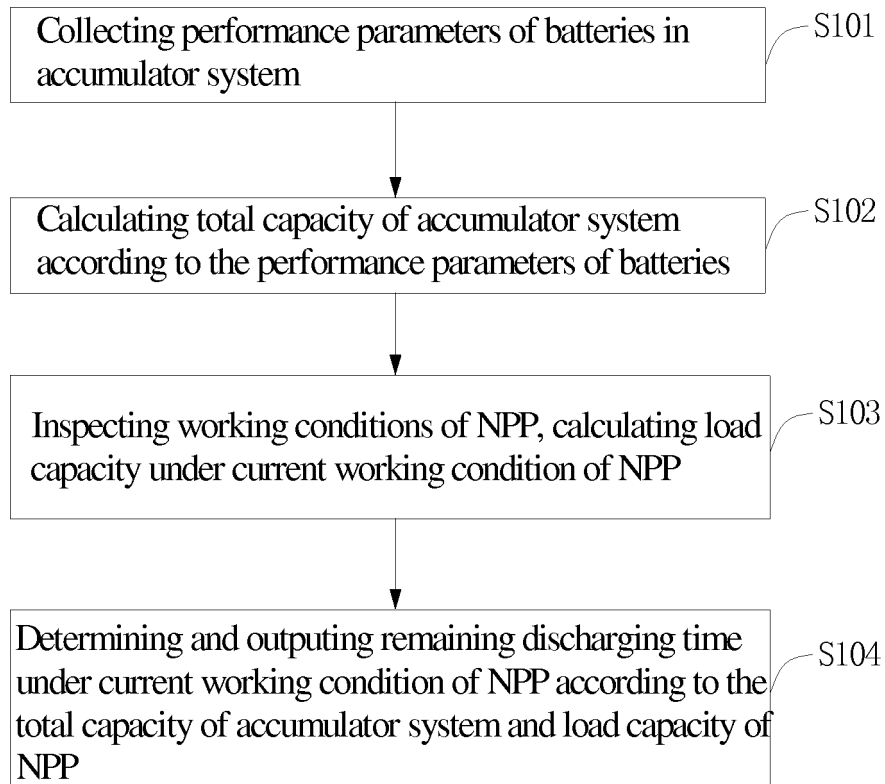 Collecting performance parameters of batteries in
accumulator system
S101
Calculating total capacity of accumulator system
according to the performance parameters of batteries
S102
Inspecting working conditions of NPP, calculating load
capacity under current working condition of NPP
S103
Determining and outputing remaining discharging time
under current working condition of NPP according to the
total capacity of accumulator system and load capacity of
NPP
S104